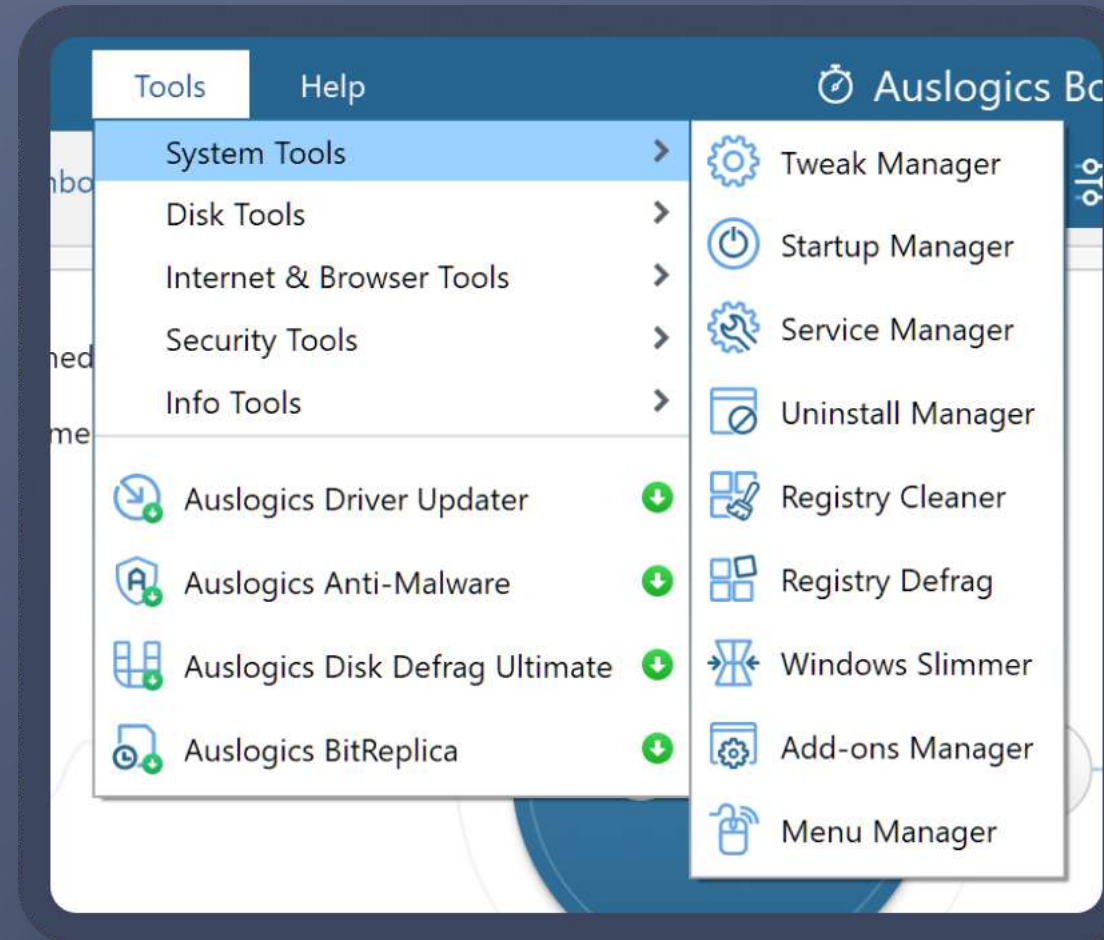 Tools
Help
Auslogics Bo
System Tools
Disk Tools
Internet & Browser Tools
Security Tools
Info Tools
Auslogics Driver Updater
Auslogics Anti-Malware
Auslogics Disk Defrag Ultimate
Auslogics BitReplica
Tweak Manager
Startup Manager
Service Manager
Uninstall Manager
Registry Cleaner
Registry Defrag
Windows Slimmer
Add-ons Manager
Menu Manager